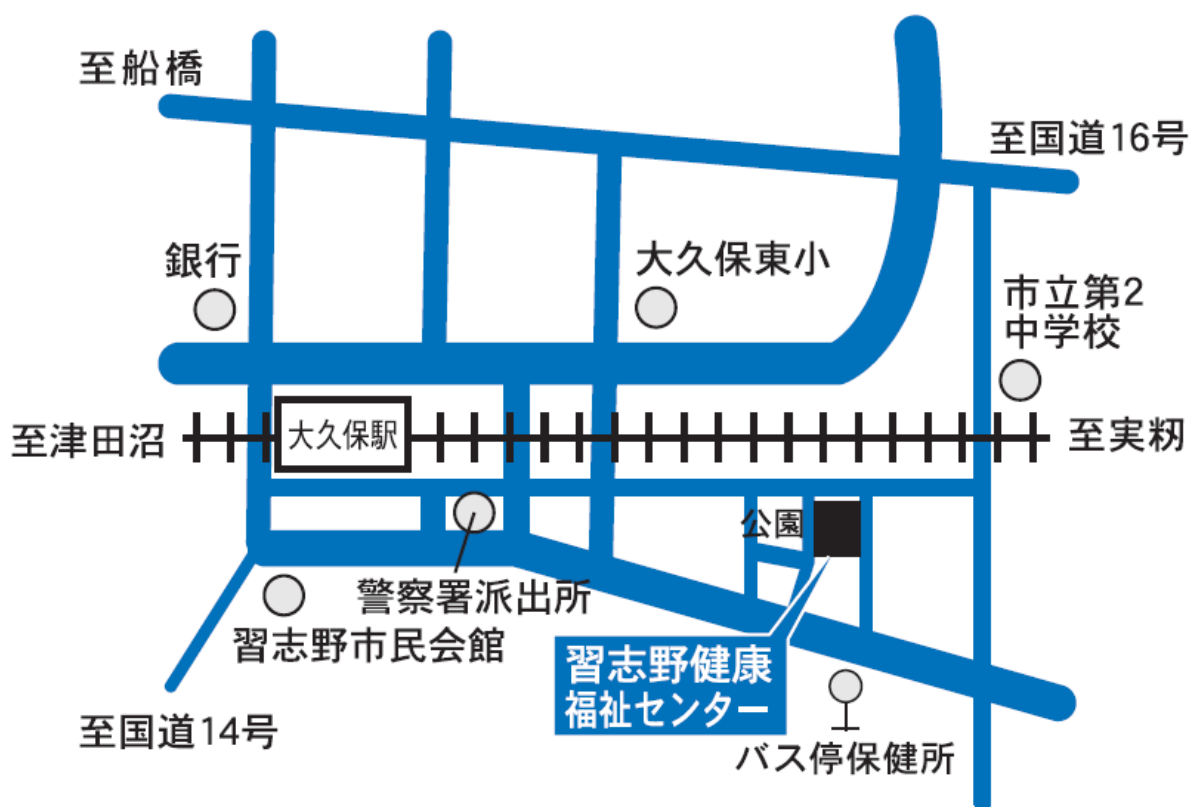 至船橋
至国道16号
銀行
大久保東小
市立第2
中学校
至津田沼
大久保駅
至実籾
公園
警察署派出所
習志野市民会館
習志野健康
福祉センター
至国道14号
バス停保健所